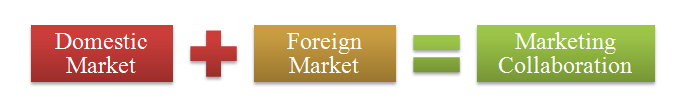 Domestic
Market
+
Foreign
Market
=
Marketing
Collaboration